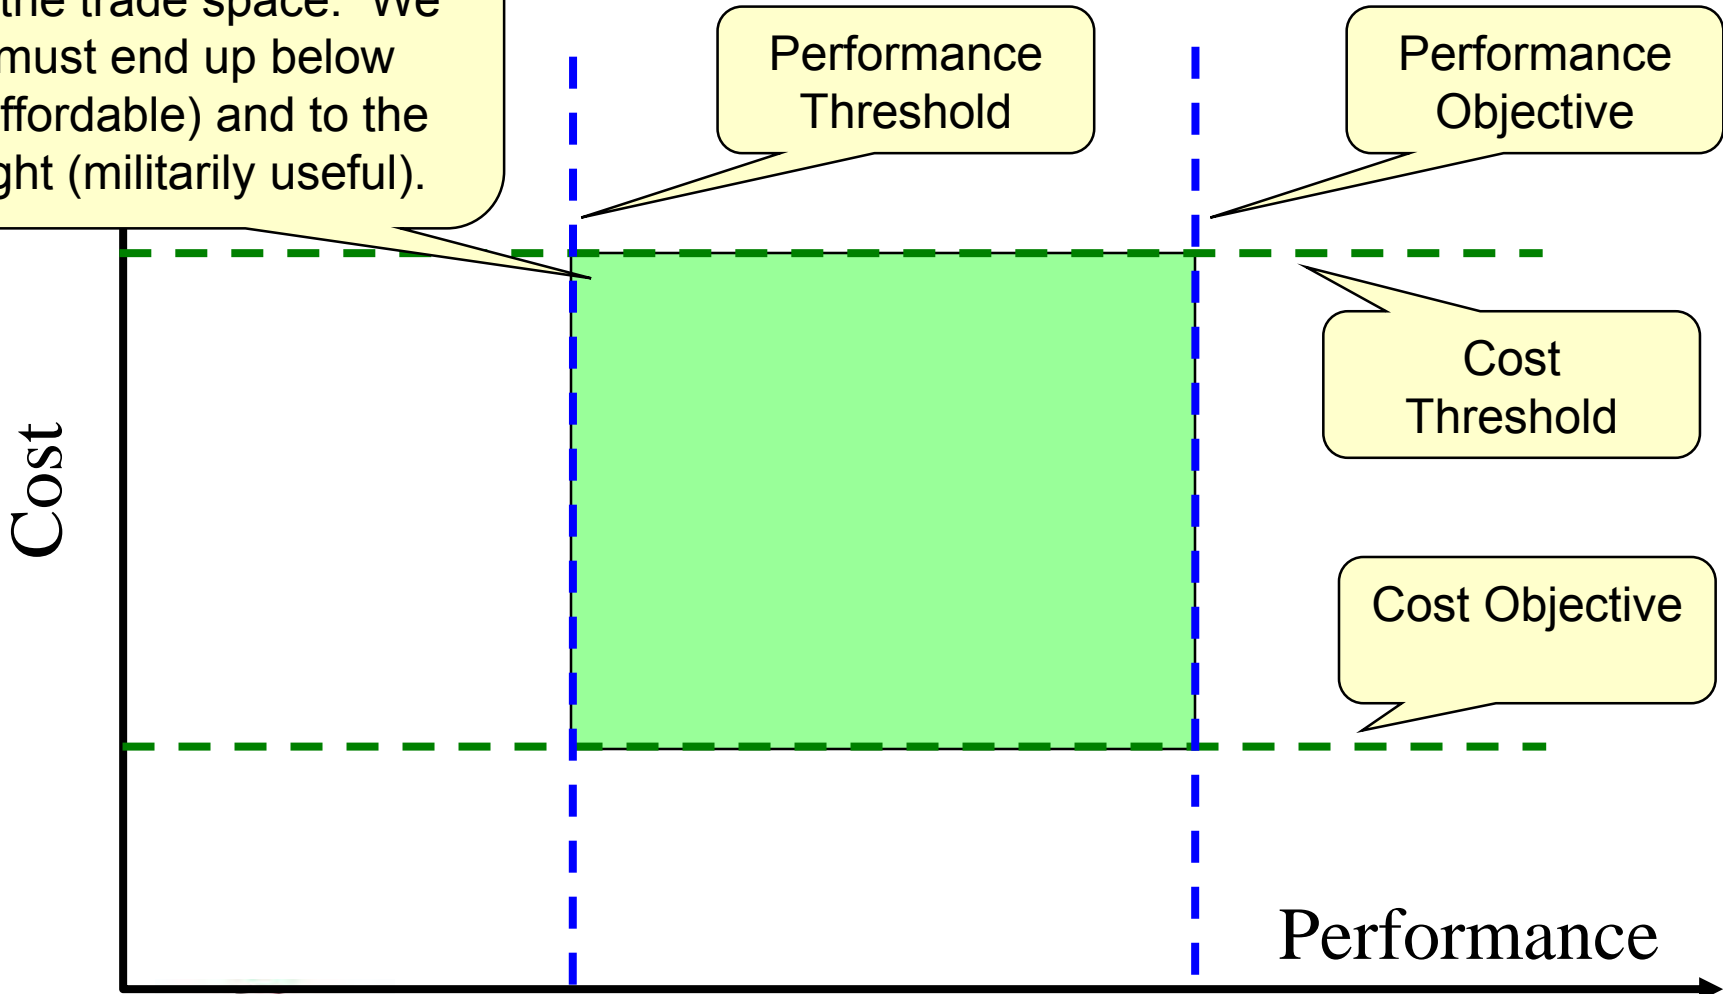 the trade space. We
must end up below
ffordable) and to the
ght (militarily useful).
Performance
Threshold
Performance
Objective
Cost
Threshold
Cost Objective
Cost
Performance